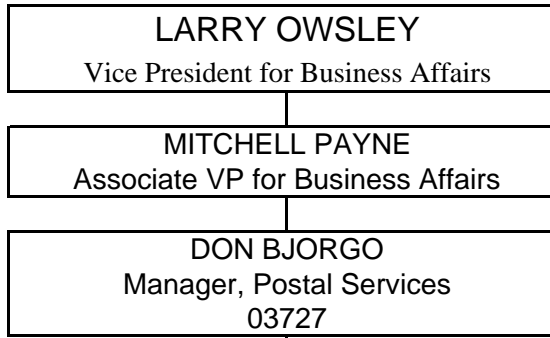 LARRY OWSLEY
Vice President for Business Affairs
MITCHELL PAYNE
Associate VP for Business Affairs
DON BJORGO
Manager, Postal Services
03727